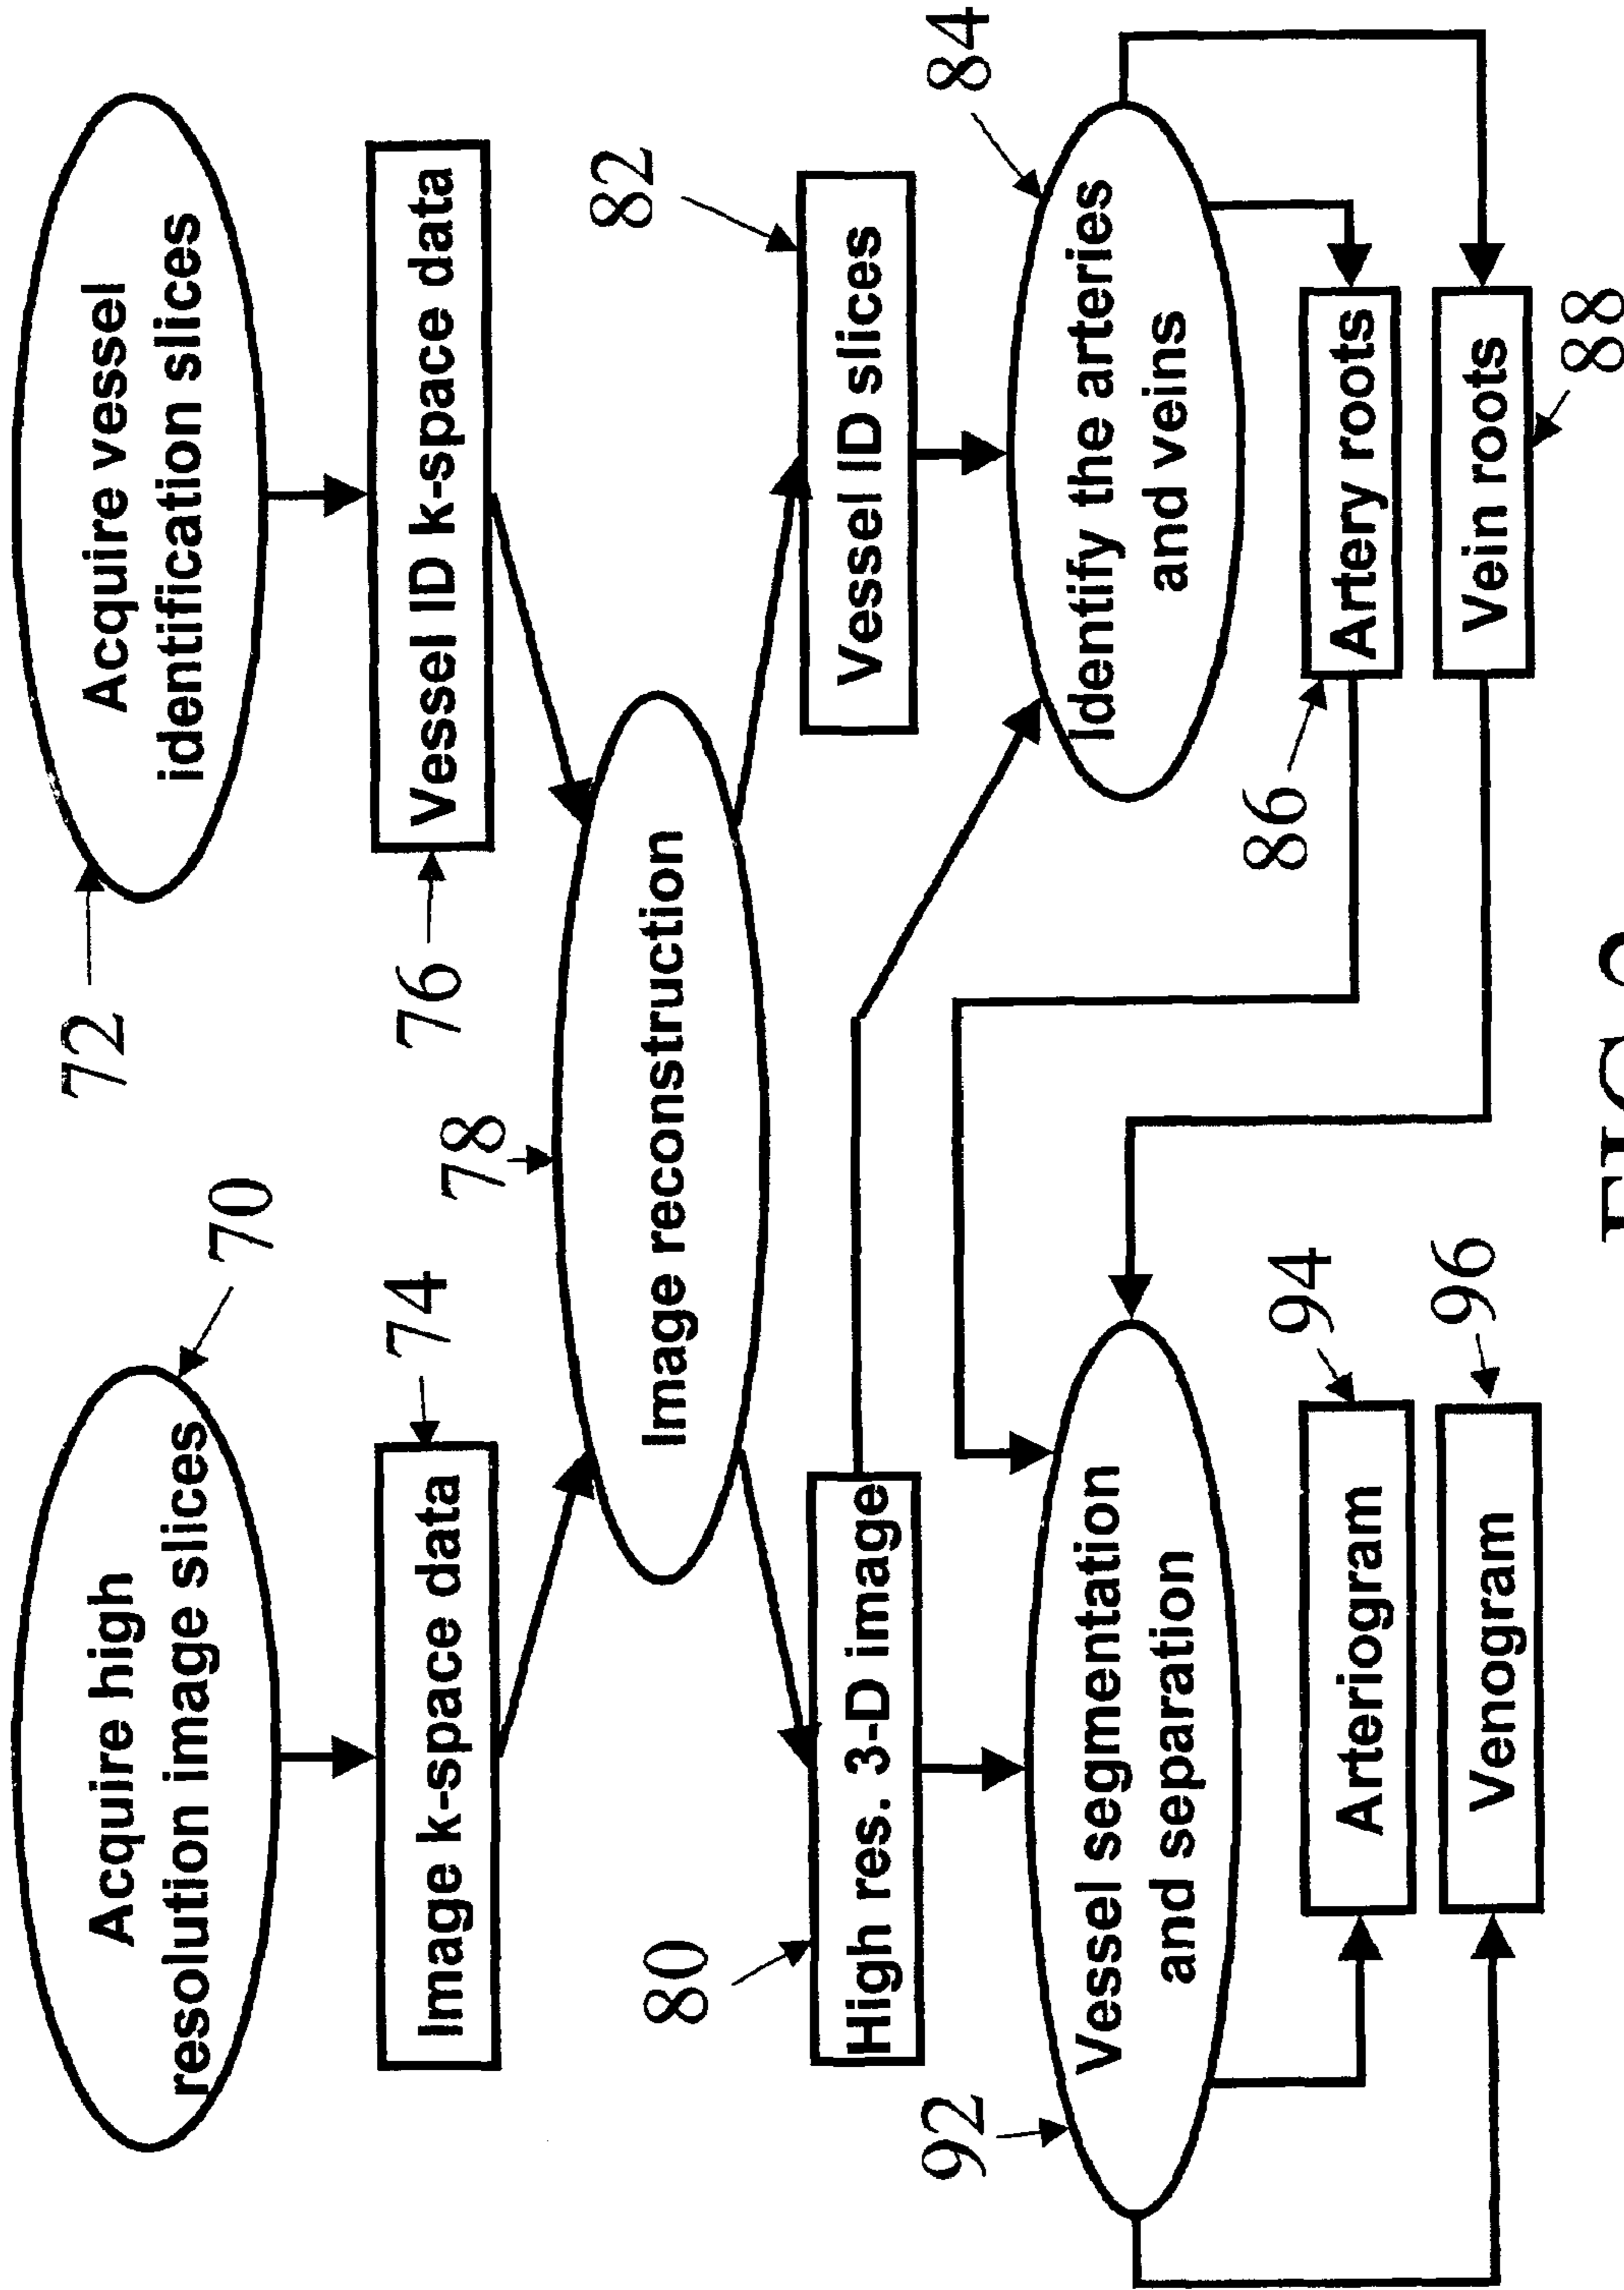 Acquire high
resolution image slices
70
72
Acquire vessel
identification slices
Image k-space data
74
76
Vessel ID k-space data
78
Image reconstruction
80
High res. 3-D image
82
Vessel ID slices
92
Vessel segmentation
and separation
84
Identify the arteries
and veins
Arteriogram
94
86
Artery roots
Venogram
96
Vein roots
88
FIG